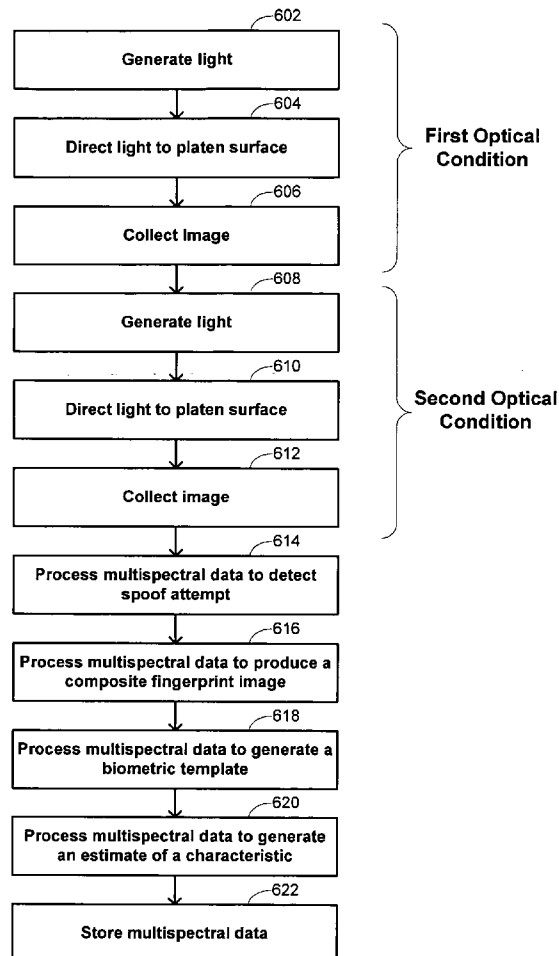 602
Generate light
604
Direct light to platen surface
606
Collect Image
First Optical
Condition
608
Generate light
610
Direct light to platen surface
612
Collect image
Second Optical
Condition
614
Process multispectral data to detect
spoof attempt
616
Process multispectral data to produce a
composite fingerprint image
618
Process multispectral data to generate a
biometric template
620
Process multispectral data to generate
an estimate of a characteristic
622
Store multispectral data